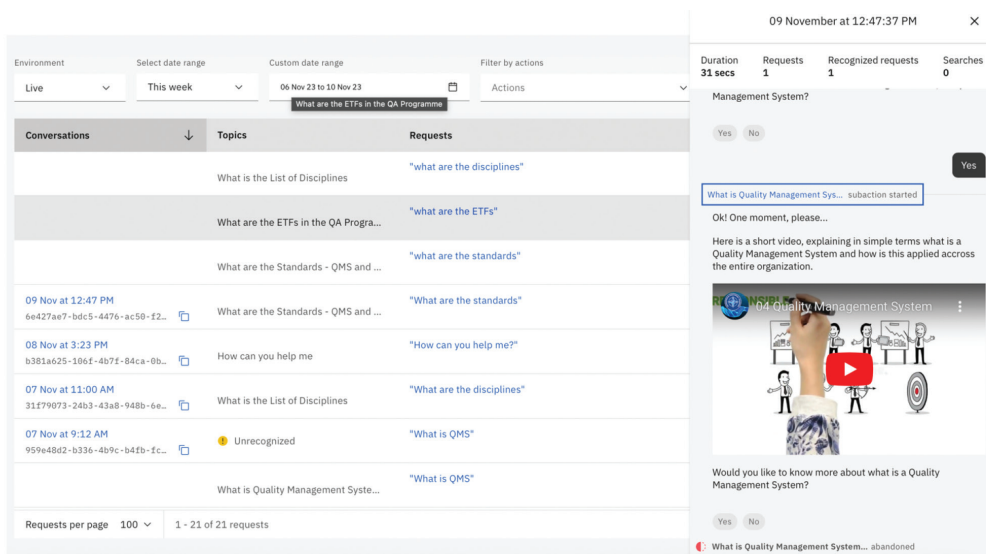 09 November at 12:47:37 PM
Environment
Select date range
Custom date range
Filter by actions
Live
This week
06 Nov 23 to 10 Nov 23
Actions
What are the ETFs in the QA Programme
Conversations
Topics
Requests
What is the List of Disciplines
"what are the disciplines"
What are the ETFs in the QA Progra...
"what are the ETFs"
What are the Standards - QMS and ...
"what are the standards"
09 Nov at 12:47 PM
6e427ae7-bdc5-4476-ac50-f2…
What are the Standards - QMS and ...
"What are the standards"
08 Nov at 3:23 PM
b381a625-106f-4b7f-84ca-0b…
How can you help me
"How can you help me?"
07 Nov at 11:00 AM
31f79073-24b3-43a8-948b-6e…
What is the List of Disciplines
"What are the disciplines"
07 Nov at 9:12 AM
959e48d2-b336-4b9c-b4fb-fc…
Unrecognized
"What is QMS"
What is Quality Management Syste...
"What is QMS"
Requests per page 100
1 - 21 of 21 requests
Duration
31 secs
Requests
1
Recognized requests
1
Searches
0
Management System?
Yes No
Yes
What is Quality Management Sys... subaction started
Ok! One moment, please...
Here is a short video, explaining in simple terms what is a
Quality Management System and how is this applied accross
the entire organization.
04 Quality Management System
Would you like to know more about what is a Quality
Management System?
Yes No
What is Quality Management System... abandoned